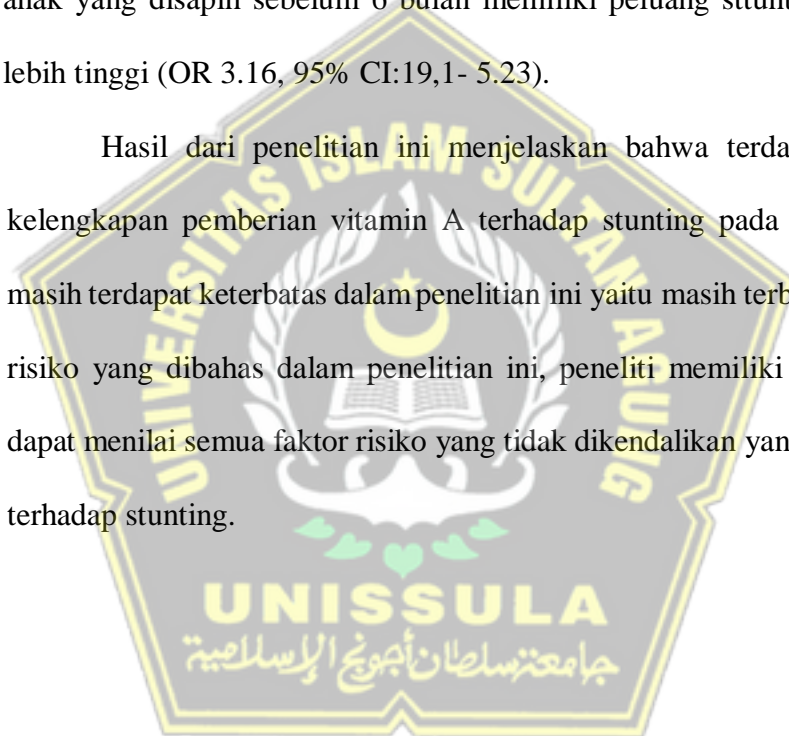 anak yang disapih sebelum 6 bulan memiliki peluang sttunt
lebih tinggi (OR 3.16, 95% CI:19,1- 5.23).
Hasil dari penelitian ini menjelaskan bahwa terda
kelengkapan pemberian vitamin A terhadap stunting pada
masih terdapat keterbatas dalam penelitian ini yaitu masih terb
risiko yang dibahas dalam penelitian ini, peneliti memiliki
dapat menilai semua faktor risiko yang tidak dikendalikan yan
terhadap stunting.
UNIVERSITAS ISLAM SULTAN AGUNG
UNISSULA
جامعة سلطان أجونج الإسلامية